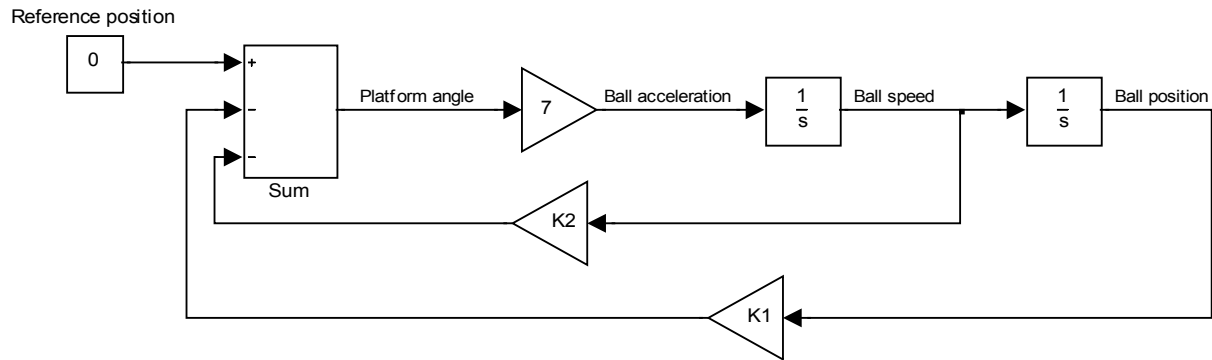 Reference position
0
+
−
−
Sum
Platform angle
7
Ball acceleration
1
s
Ball speed
1
s
Ball position
K2
K1